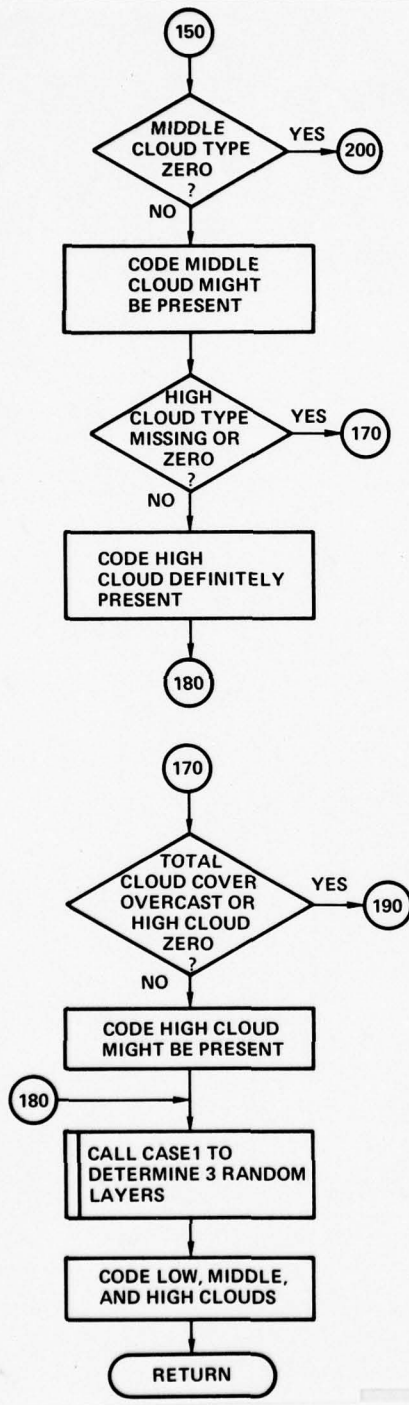 150
MIDDLE
CLOUD TYPE
ZERO
?
YES
200
NO
CODE MIDDLE
CLOUD MIGHT
BE PRESENT
HIGH
CLOUD TYPE
MISSING OR
ZERO
?
YES
170
NO
CODE HIGH
CLOUD DEFINITELY
PRESENT
180
170
TOTAL
CLOUD COVER
OVERCAST OR
HIGH CLOUD
ZERO
?
YES
190
NO
CODE HIGH CLOUD
MIGHT BE PRESENT
180
CALL CASE1 TO
DETERMINE 3 RANDOM
LAYERS
CODE LOW, MIDDLE,
AND HIGH CLOUDS
RETURN